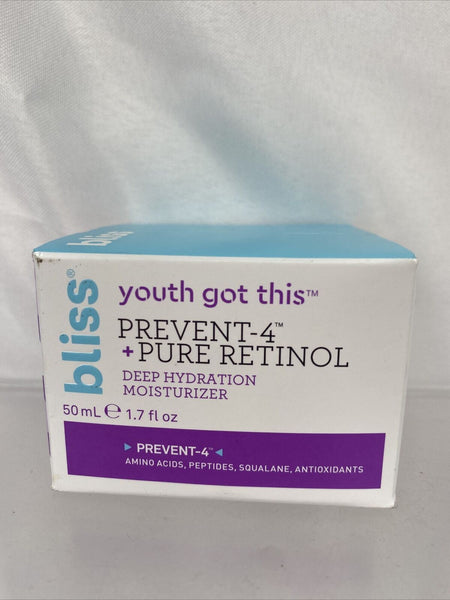 bliss
bliss®
youth got this™
PREVENT-4™
+PURE RETINOL
DEEP HYDRATION
MOISTURIZER
50 mL ℮ 1.7 fl oz
▶ PREVENT-4™ ◀
AMINO ACIDS, PEPTIDES, SQUALANE, ANTIOXIDANTS